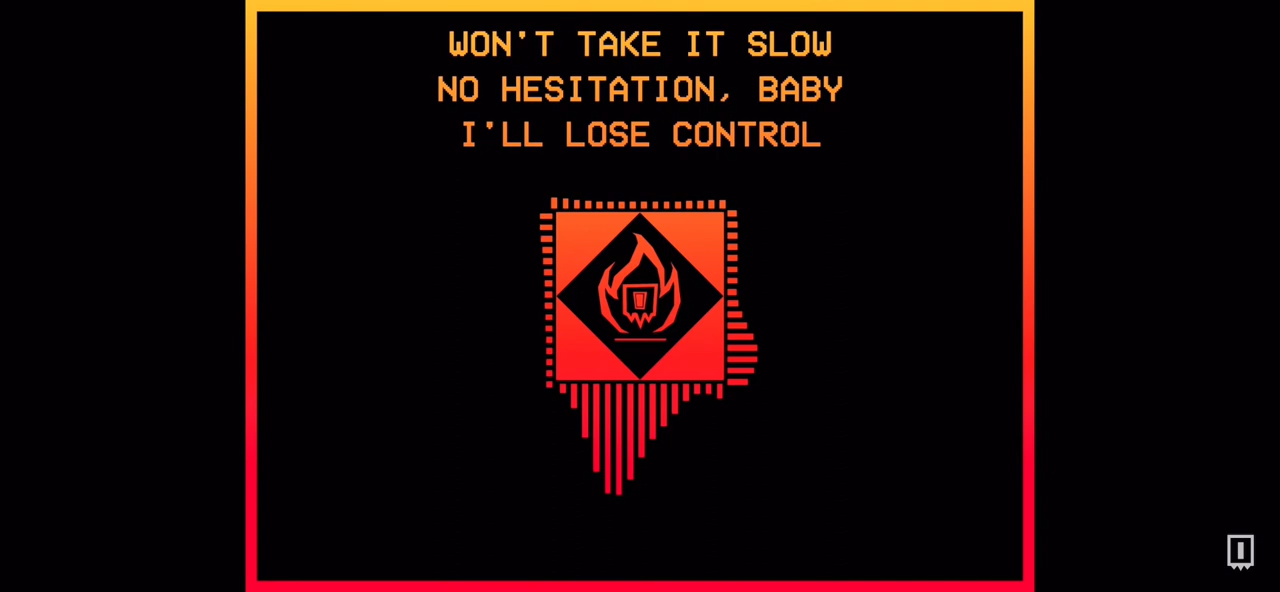 WON'T TAKE IT SLOW
NO HESITATION, BABY
I'LL LOSE CONTROL